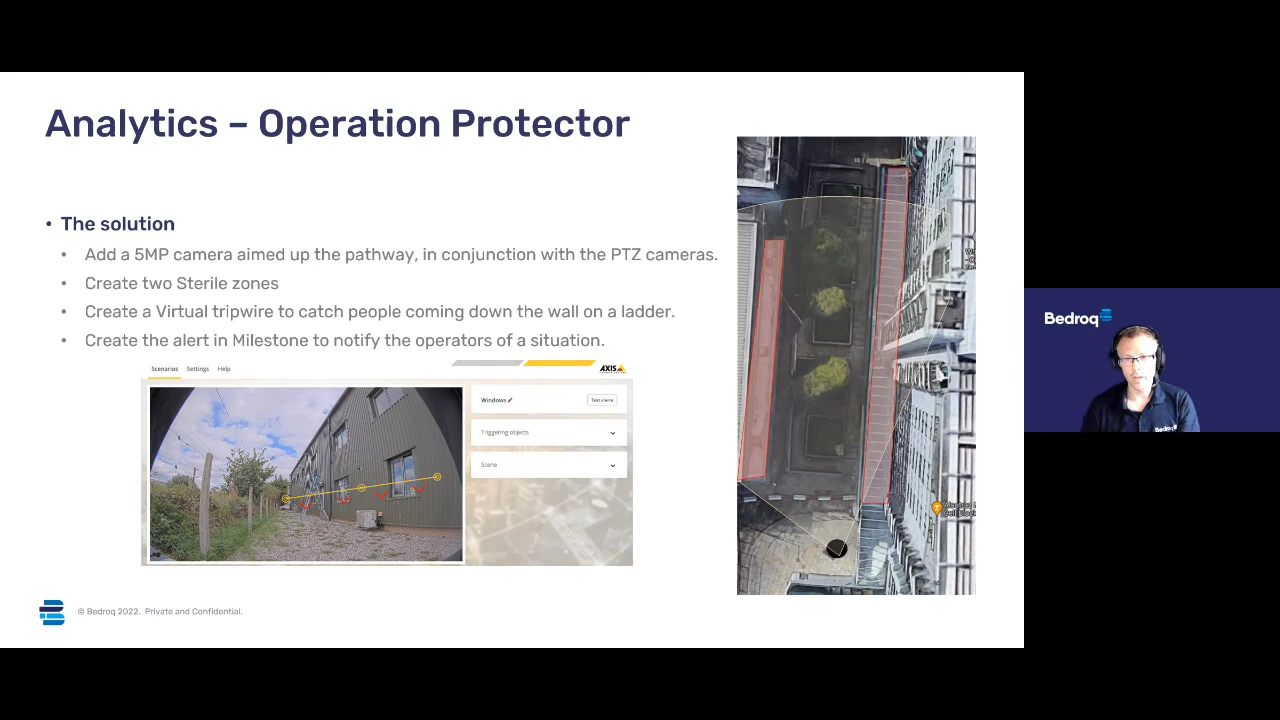 Analytics – Operation Protector
• The solution
• Add a 5MP camera aimed up the pathway, in conjunction with the PTZ cameras.
• Create two Sterile zones
• Create a Virtual tripwire to catch people coming down the wall on a ladder.
• Create the alert in Milestone to notify the operators of a situation.
Scenarios Settings Help
AXIS
Windows
Test alarm
Triggering objects
Scene
© Bedroq 2022. Private and Confidential.
Bedroq
Bedroq